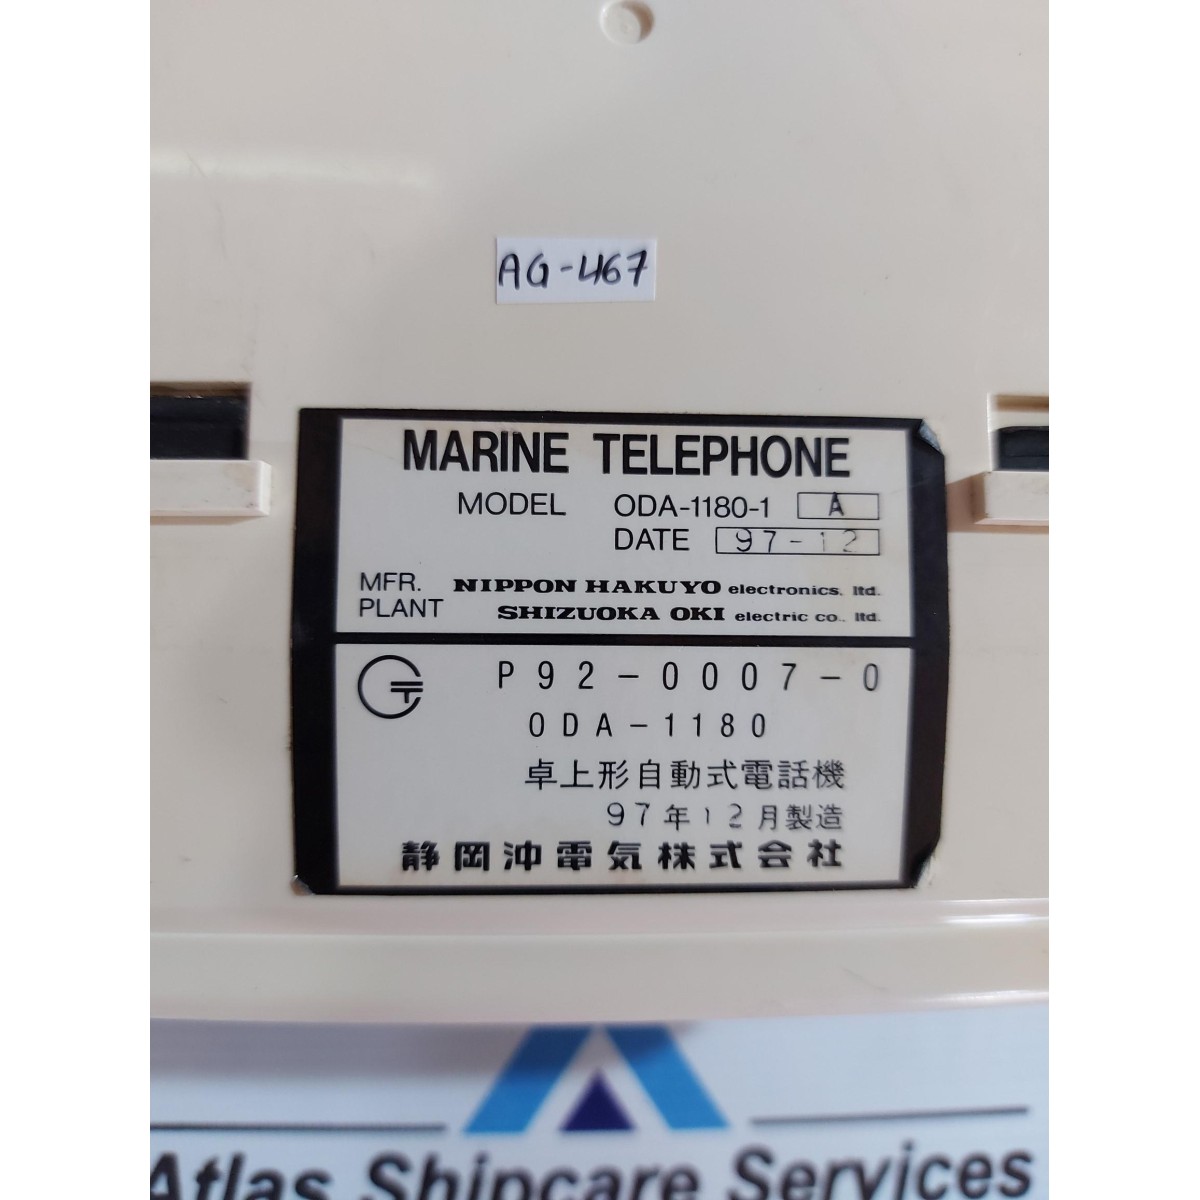 AG-467
MARINE TELEPHONE
MODEL ODA-1180-1 A
DATE 97-12
MFR. NIPPON HAKUYO electronics. ltd.
PLANT SHIZUOKA OKI electric co., ltd.
P92-0007-0
ODA-1180
卓上形自動式電話機
97年12月製造
静岡沖電気株式会社
Atlas Shipcare Services